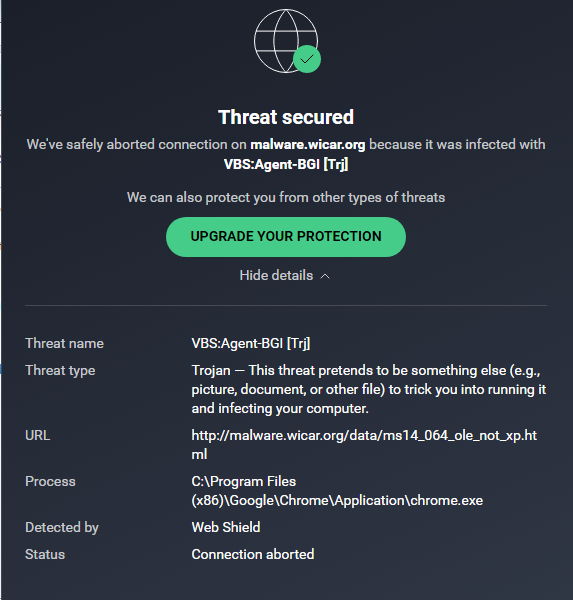 Threat secured
We've safely aborted connection on malware.wicar.org because it was infected with
VBS:Agent-BGI [Trj]
We can also protect you from other types of threats
UPGRADE YOUR PROTECTION
Hide details
Threat name VBS:Agent-BGI [Trj]
Threat type Trojan — This threat pretends to be something else (e.g.,
picture, document, or other file) to trick you into running it
and infecting your computer.
URL http://malware.wicar.org/data/ms14_064_ole_not_xp.ht
ml
Process C:\Program Files
(x86)\Google\Chrome\Application\chrome.exe
Detected by Web Shield
Status Connection aborted